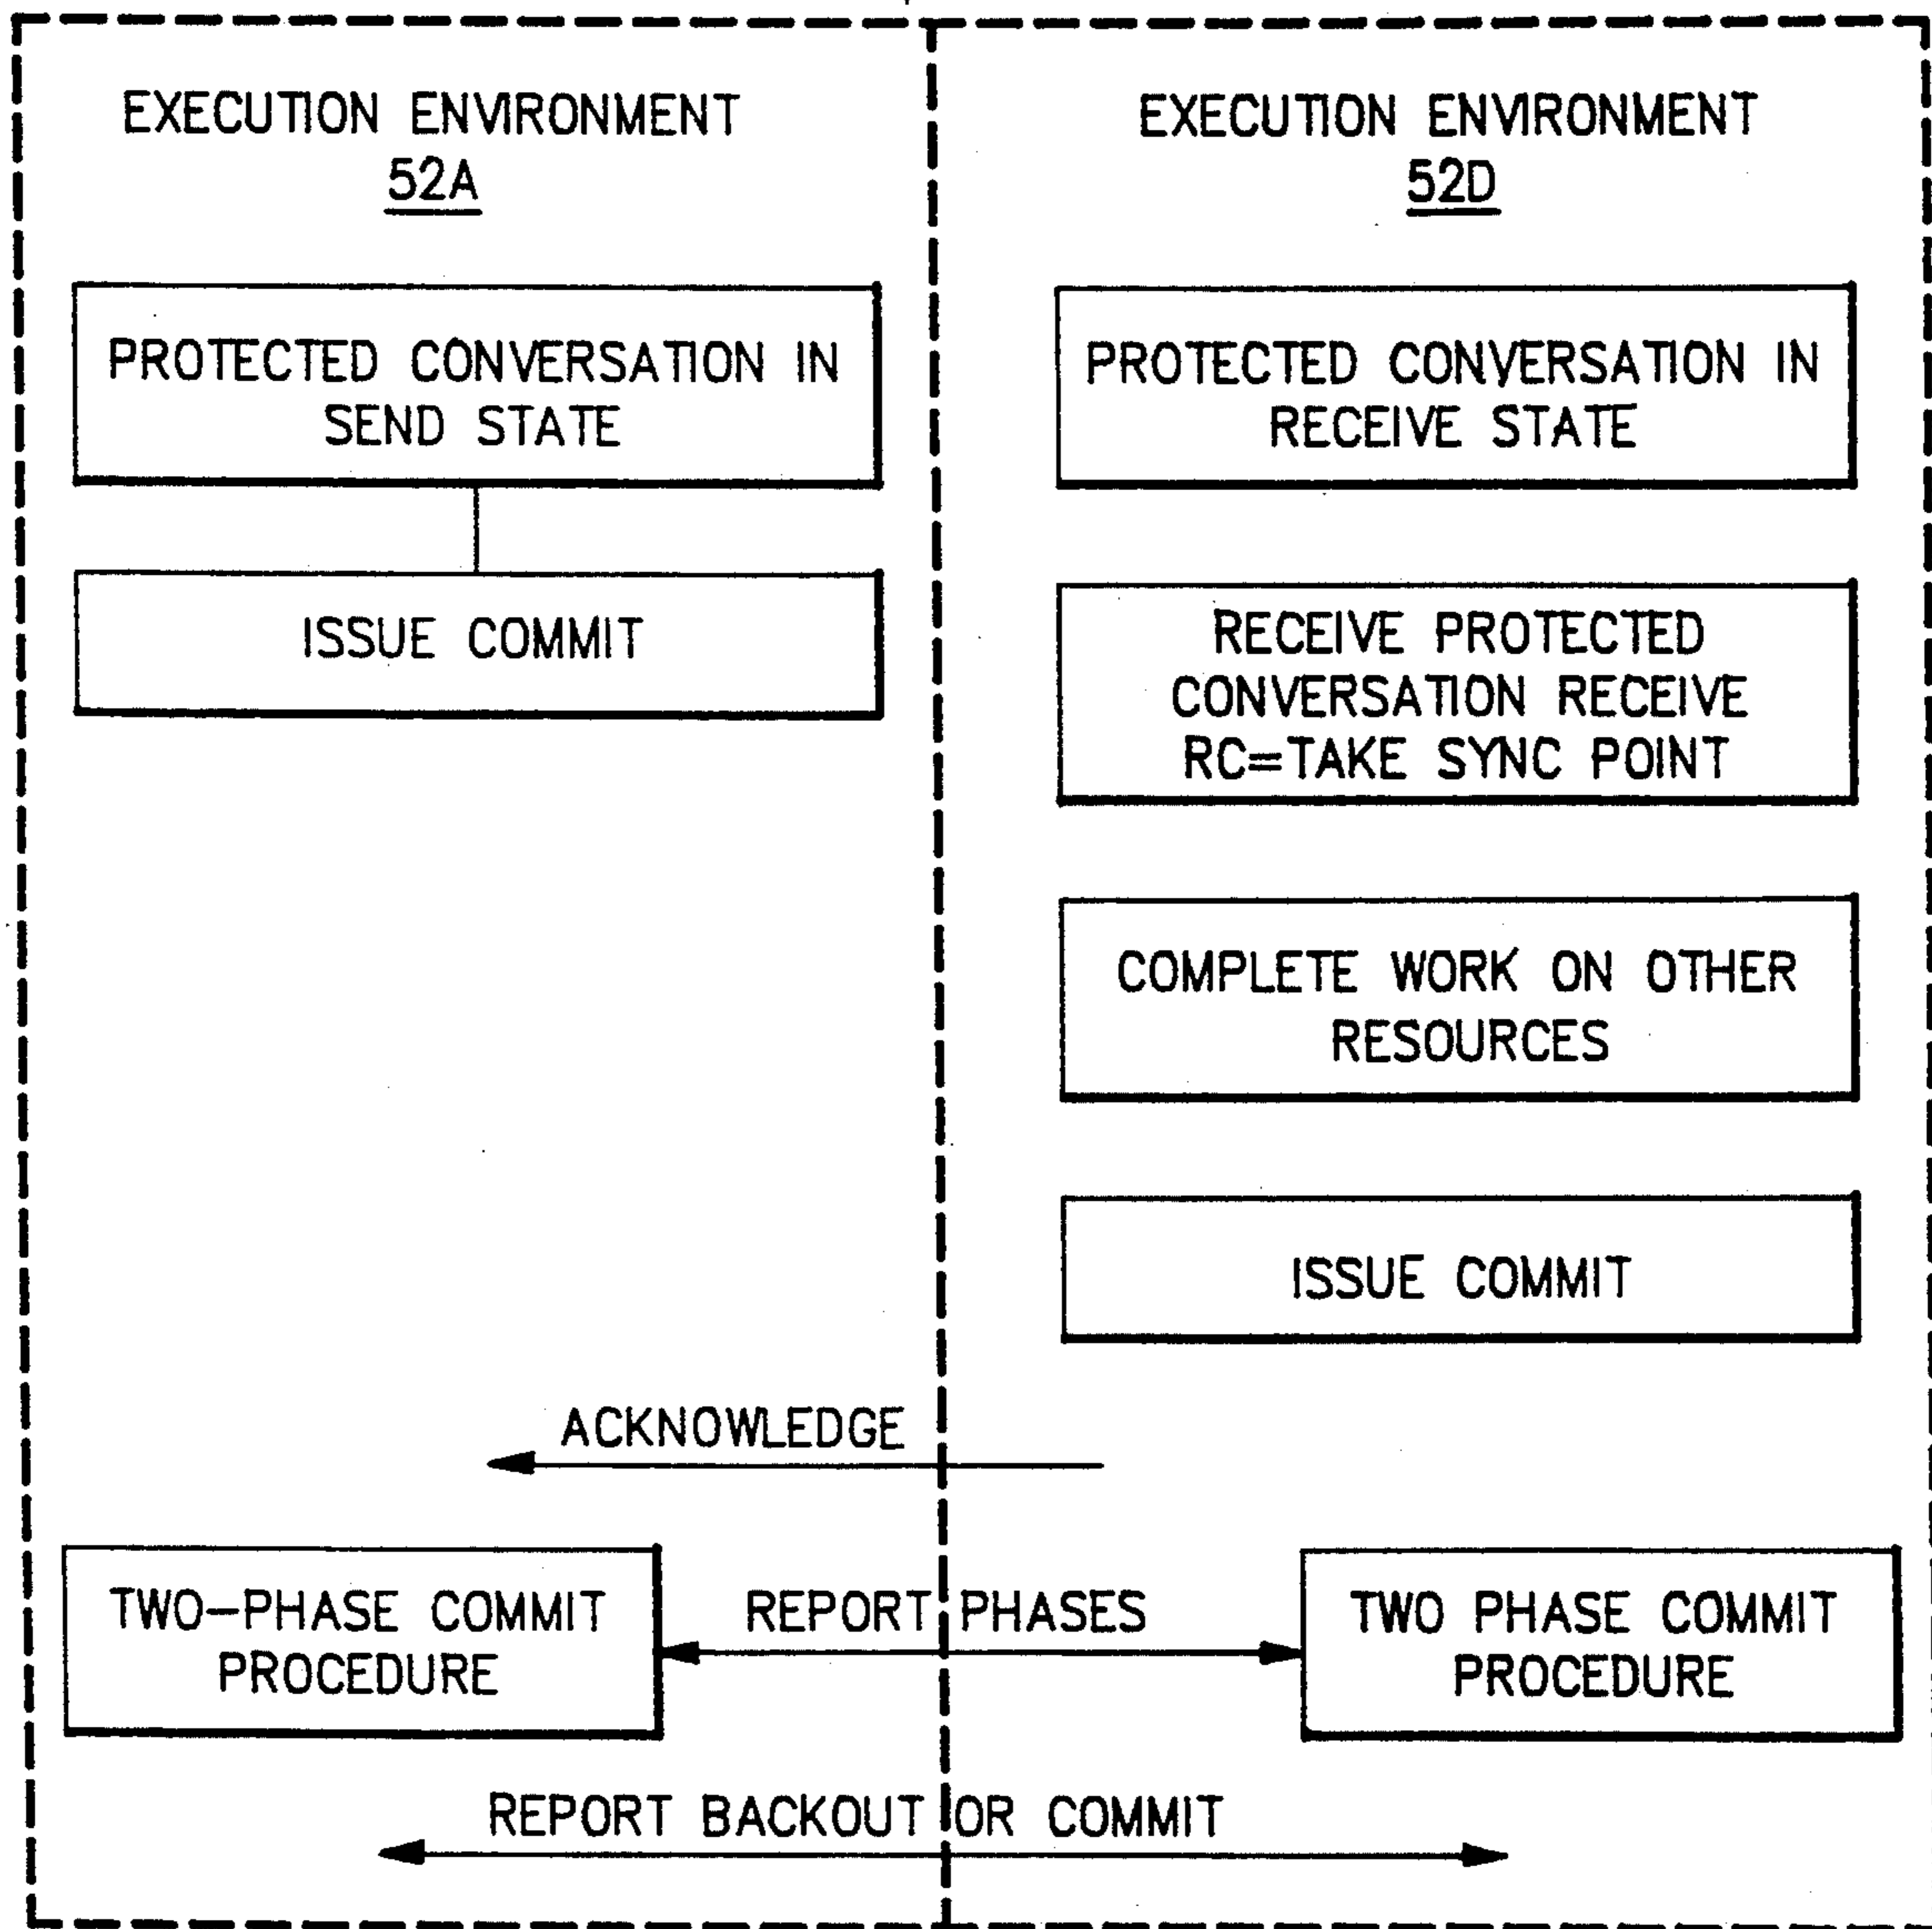 EXECUTION ENVIRONMENT
52A
PROTECTED CONVERSATION IN
SEND STATE
ISSUE COMMIT
EXECUTION ENVIRONMENT
52D
PROTECTED CONVERSATION IN
RECEIVE STATE
RECEIVE PROTECTED
CONVERSATION RECEIVE
RC=TAKE SYNC POINT
COMPLETE WORK ON OTHER
RESOURCES
ISSUE COMMIT
ACKNOWLEDGE
TWO-PHASE COMMIT
PROCEDURE
REPORT PHASES
TWO PHASE COMMIT
PROCEDURE
REPORT BACKOUT OR COMMIT